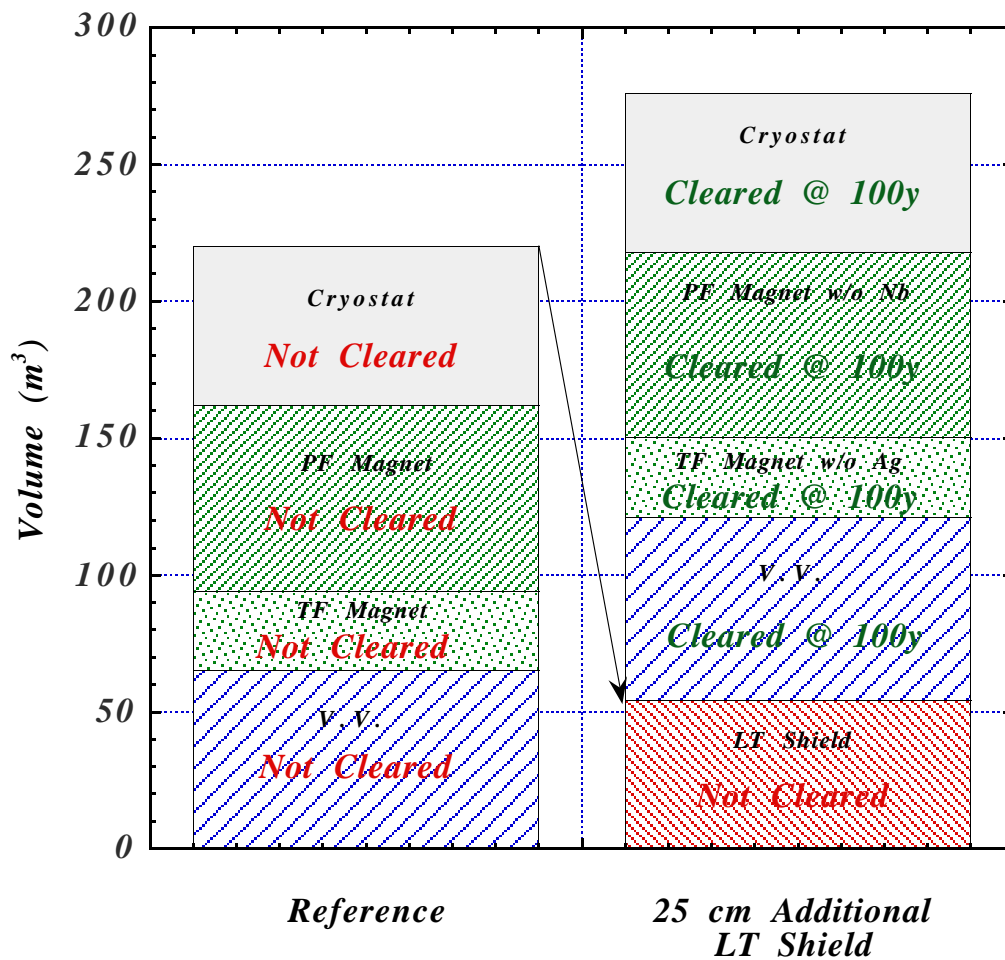 300
250
200
150
100
50
0
Volume (m³)
Cryostat
Not Cleared
PF Magnet
Not Cleared
TF Magnet
Not Cleared
V.V.
Not Cleared
Cryostat
Cleared @ 100y
PF Magnet w/o Nb
Cleared @ 100y
TF Magnet w/o Ag
Cleared @ 100y
V.V.
Cleared @ 100y
LT Shield
Not Cleared
Reference
25 cm Additional
LT Shield